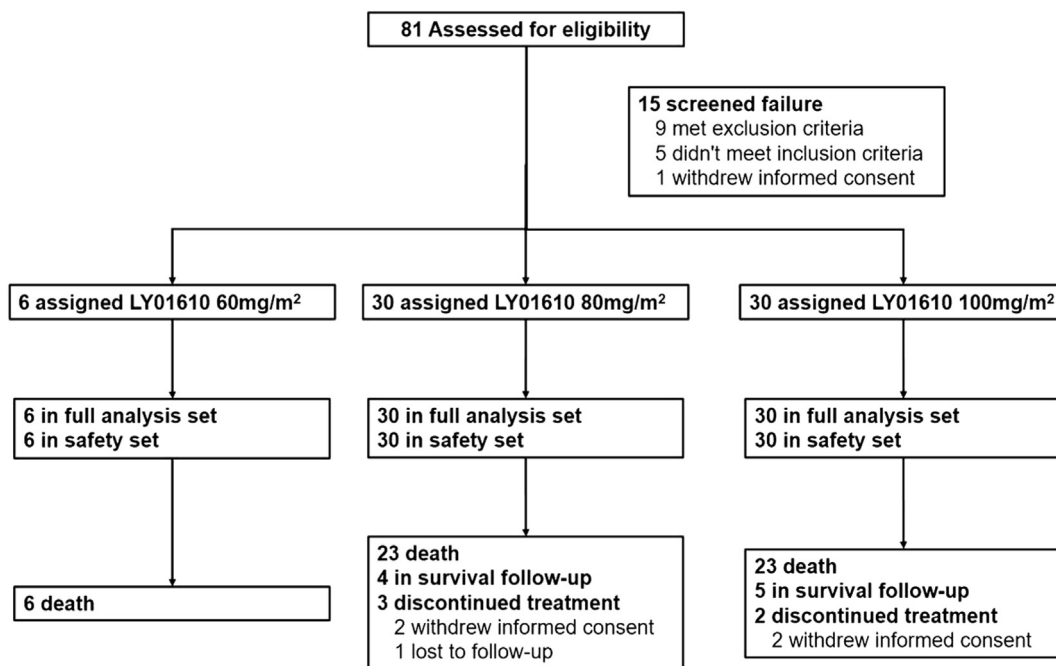 81 Assessed for eligibility
15 screened failure
9 met exclusion criteria
5 didn't meet inclusion criteria
1 withdrew informed consent
6 assigned LY01610 60mg/m²
30 assigned LY01610 80mg/m²
30 assigned LY01610 100mg/m²
6 in full analysis set
6 in safety set
30 in full analysis set
30 in safety set
30 in full analysis set
30 in safety set
6 death
23 death
4 in survival follow-up
3 discontinued treatment
2 withdrew informed consent
1 lost to follow-up
23 death
5 in survival follow-up
2 discontinued treatment
2 withdrew informed consent